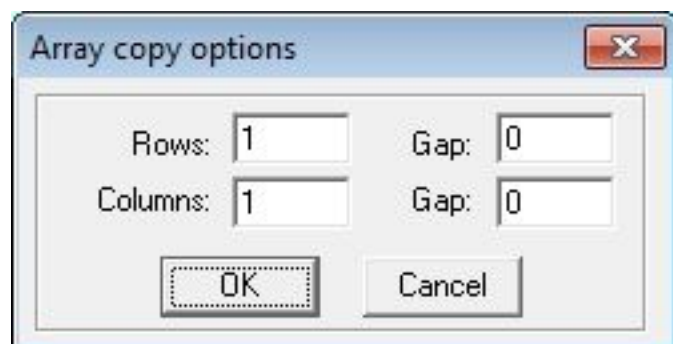 Array copy options
Rows: 1 Gap: 0
Columns: 1 Gap: 0
OK Cancel